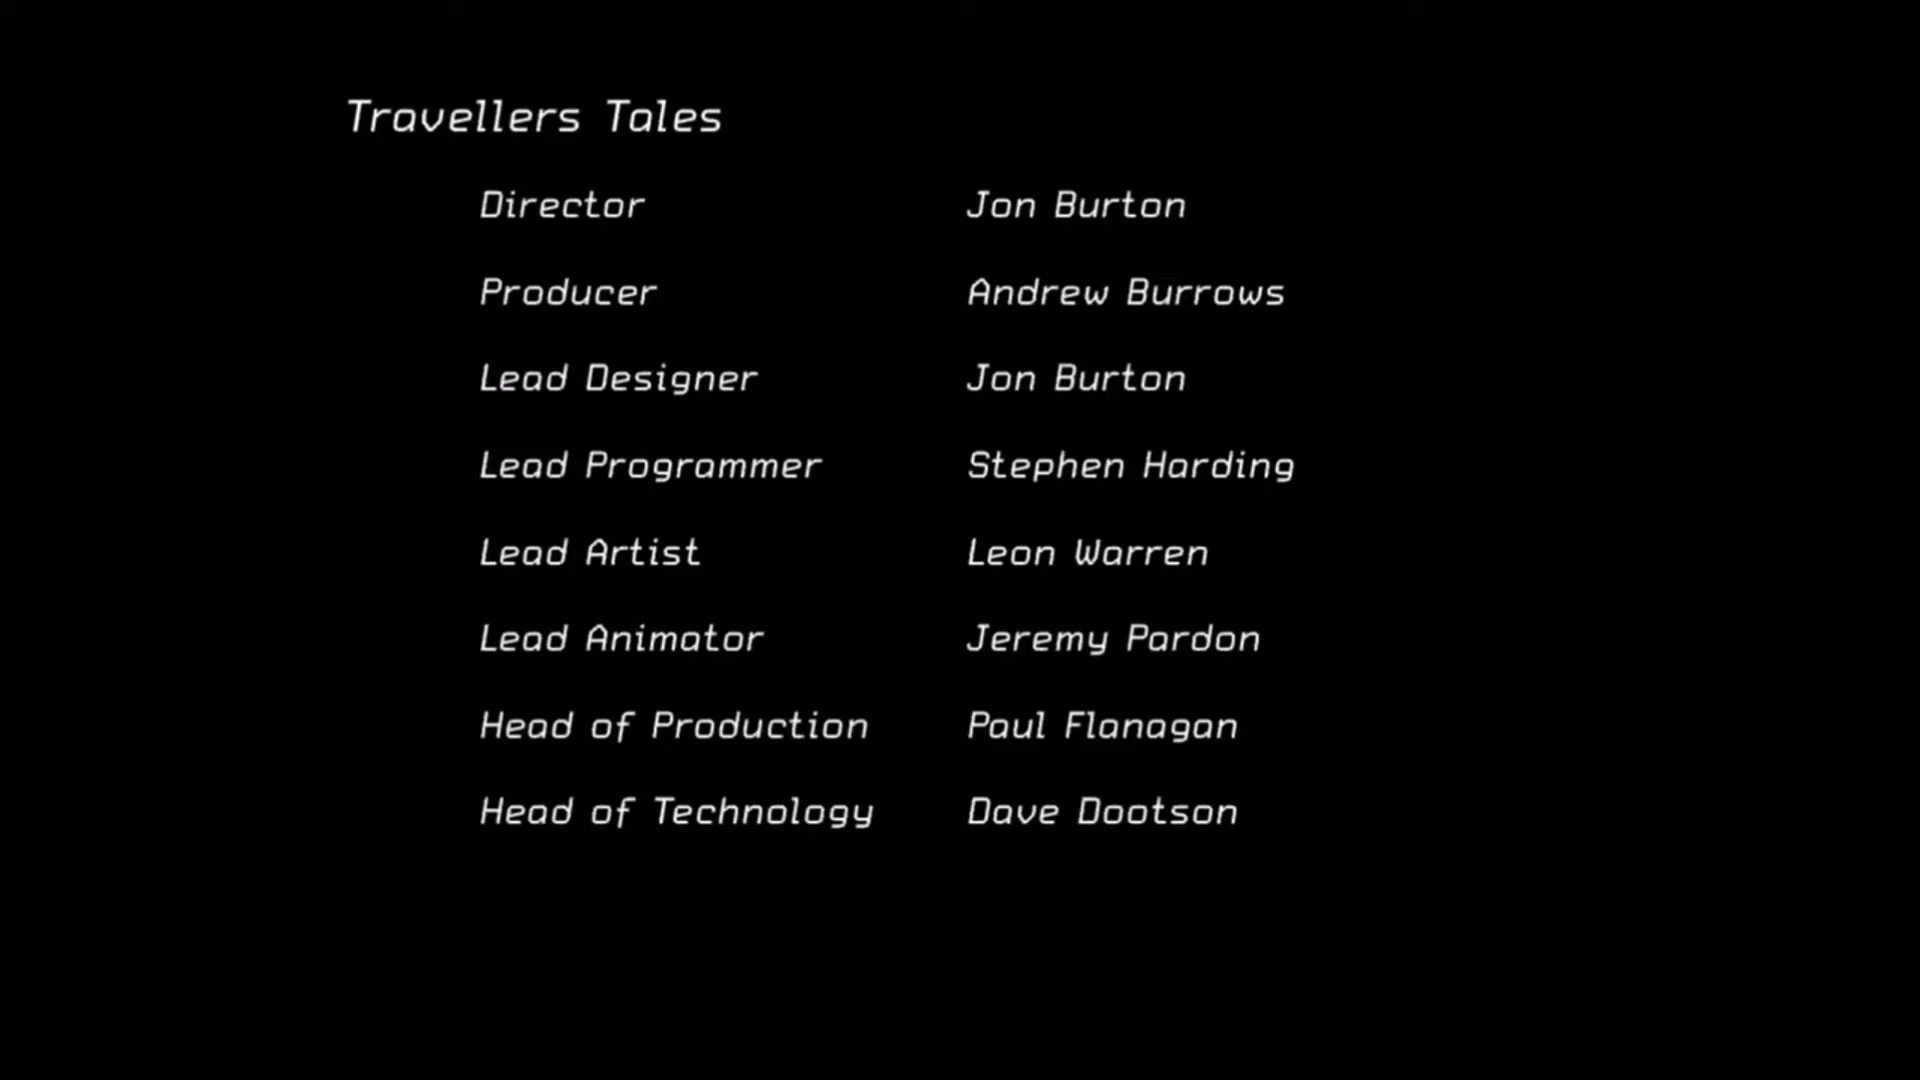 Travellers Tales
Director Jon Burton
Producer Andrew Burrows
Lead Designer Jon Burton
Lead Programmer Stephen Harding
Lead Artist Leon Warren
Lead Animator Jeremy Pardon
Head of Production Paul Flanagan
Head of Technology Dave Dootson